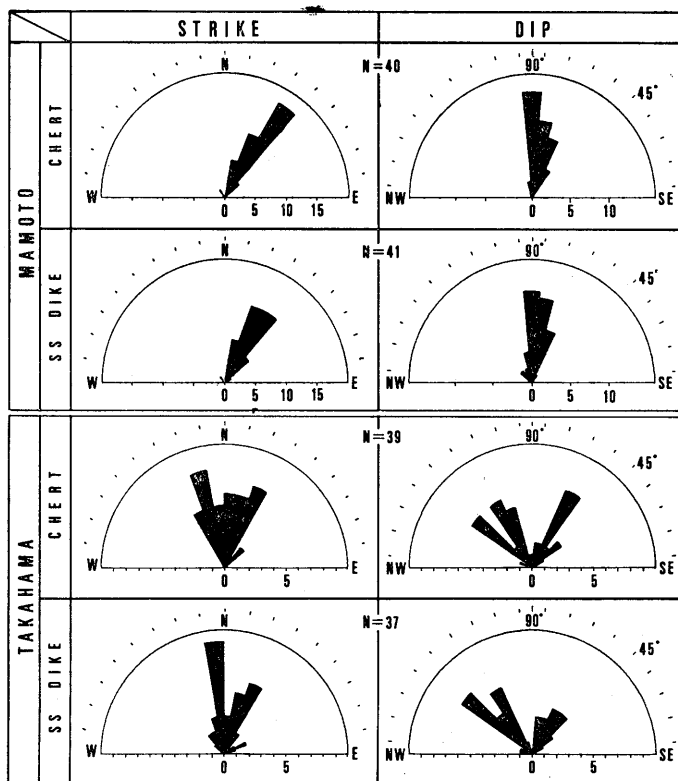 STRIKE DIP
MAMOTO
CHERT
N N=40 90° 45°
W E NW SE
0 5 10 15 0 5 10
SS DIKE
N N=41 90° 45°
W E NW SE
0 5 10 15 0 5 10
TAKAHAMA
CHERT
N N=39 90° 45°
W E NW SE
0 5 0 5
SS DIKE
N N=37 90° 45°
W E NW SE
0 5 0 5